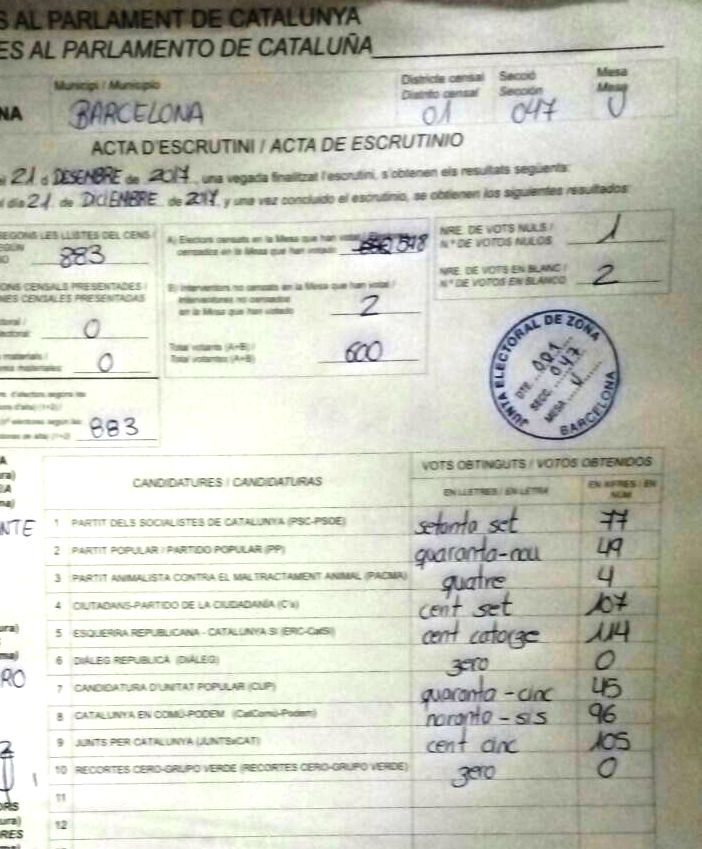 S AL PARLAMENT DE CATALUNYA
ES AL PARLAMENTO DE CATALUÑA
Municipi / Municipio
Districte censal
Distrito censal
Secció
Sección
Mesa
Mesa
NA
BARCELONA
01
047
U
ACTA D'ESCRUTINI / ACTA DE ESCRUTINIO
21 d DESEMBRE de 2017, una vegada finalitzat l'escrutini, s'obtenen els resultats següents:
l día 21 de DICIEMBRE de 2017, y una vez concluido el escrutinio, se obtienen los siguientes resultados:
SEGONS LES LLISTES DEL CENS /
883
A) Electors censats en la Mesa que han votat /
censados en la Mesa que han votado
598
NRE. DE VOTS NULS /
N.º DE VOTOS NULOS
1
ONS CENSALS PRESENTADES /
NES CENSALES PRESENTADAS
B) Interventors no censats en la Mesa que han votat /
Interventores no censados
en la Mesa que han votado
2
NRE. DE VOTS EN BLANC /
N.º DE VOTOS EN BLANCO
2
toral /
lectoral:
0
Total votants (A+B) /
Total votantes (A+B)
600
materials /
res materiales:
0
883
JUNTA ELECTORAL DE ZONA
DTE. 001
SECC. 047
MESA U
BARCELONA
CANDIDATURES / CANDIDATURAS
VOTS OBTINGUTS / VOTOS OBTENIDOS
EN LLETRES / EN LETRA
EN XIFRES / EN NÚM.
NTE
1 PARTIT DELS SOCIALISTES DE CATALUNYA (PSC-PSOE) setanta set 77
2 PARTIT POPULAR / PARTIDO POPULAR (PP) quaranta-nou 49
3 PARTIT ANIMALISTA CONTRA EL MALTRACTAMENT ANIMAL (PACMA) quatre 4
4 CIUTADANS-PARTIDO DE LA CIUDADANÍA (C's) cent set 107
5 ESQUERRA REPUBLICANA - CATALUNYA SÍ (ERC-CatSí) cent catorze 114
6 DIÀLEG REPUBLICÀ (DIÀLEG) zero 0
RO
7 CANDIDATURA D'UNITAT POPULAR (CUP) quaranta-cinc 45
8 CATALUNYA EN COMÚ-PODEM (CatComú-Podem) noranta-sis 96
9 JUNTS PER CATALUNYA (JUNTSxCAT) cent cinc 105
10 RECORTES CERO-GRUPO VERDE (RECORTES CERO-GRUPO VERDE) zero 0
11
ORS
12
RES